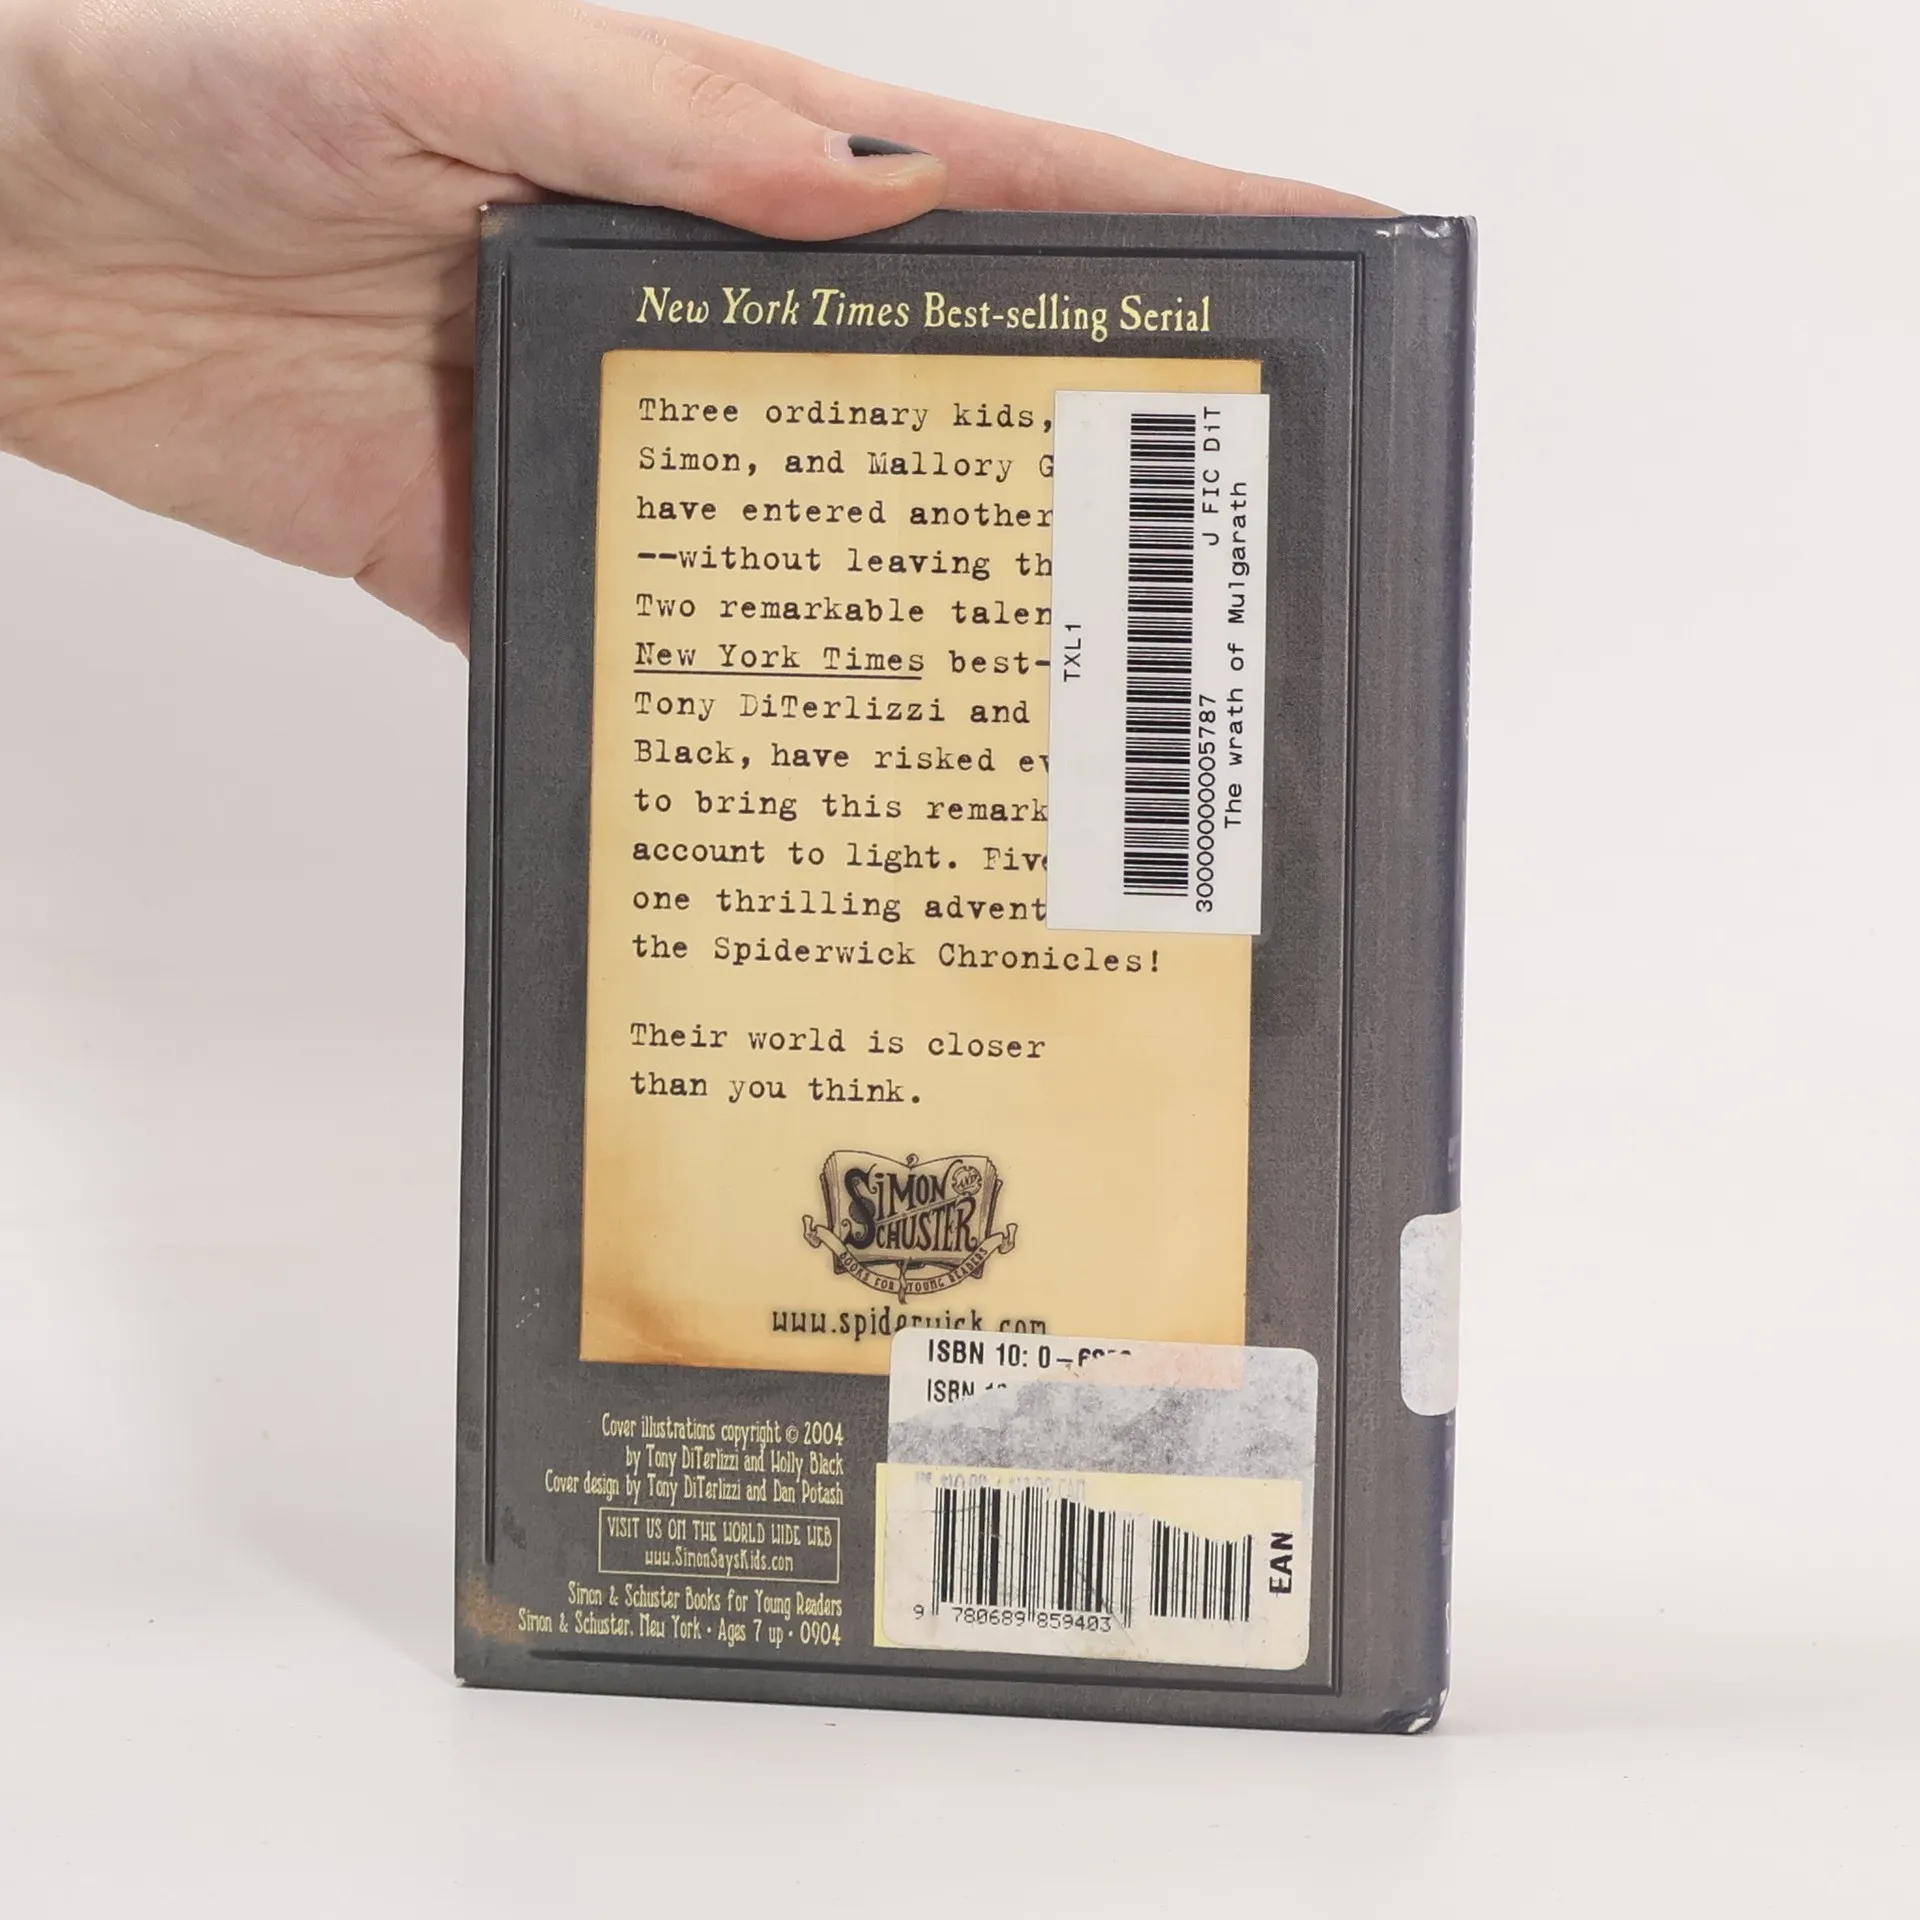 New York Times Best-selling Serial
Three ordinary kids,
Simon, and Mallory G
have entered another
--without leaving th
Two remarkable talen
New York Times best-
Tony DiTerlizzi and
Black, have risked ev
to bring this remark
account to light. Five
one thrilling advent
the Spiderwick Chronicles!
Their world is closer
than you think.
TXL1
30000000005787
J FIC DiT
The wrath of Mulgarath
SIMON AND SCHUSTER
BOOKS FOR YOUNG READERS
www.spiderwick.com
ISBN 10: 0-6
ISBN
Cover illustrations copyright © 2004
by Tony DiTerlizzi and Holly Black
Cover design by Tony DiTerlizzi and Dan Potash
VISIT US ON THE WORLD WIDE WEB
www.SimonSaysKids.com
Simon & Schuster Books for Young Readers
Simon & Schuster, New York • Ages 7 up • 0904
9 780689 859403
EAN